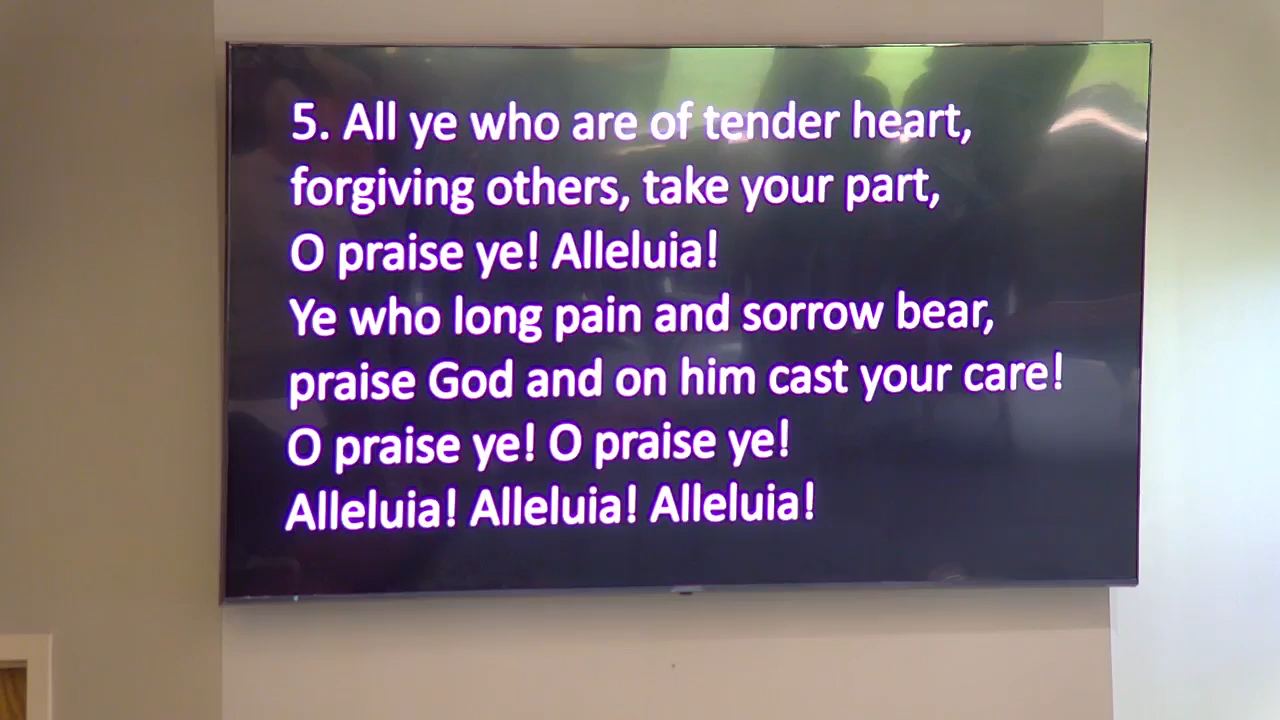 5. All ye who are of tender heart,
forgiving others, take your part,
O praise ye! Alleluia!
Ye who long pain and sorrow bear,
praise God and on him cast your care!
O praise ye! O praise ye!
Alleluia! Alleluia! Alleluia!